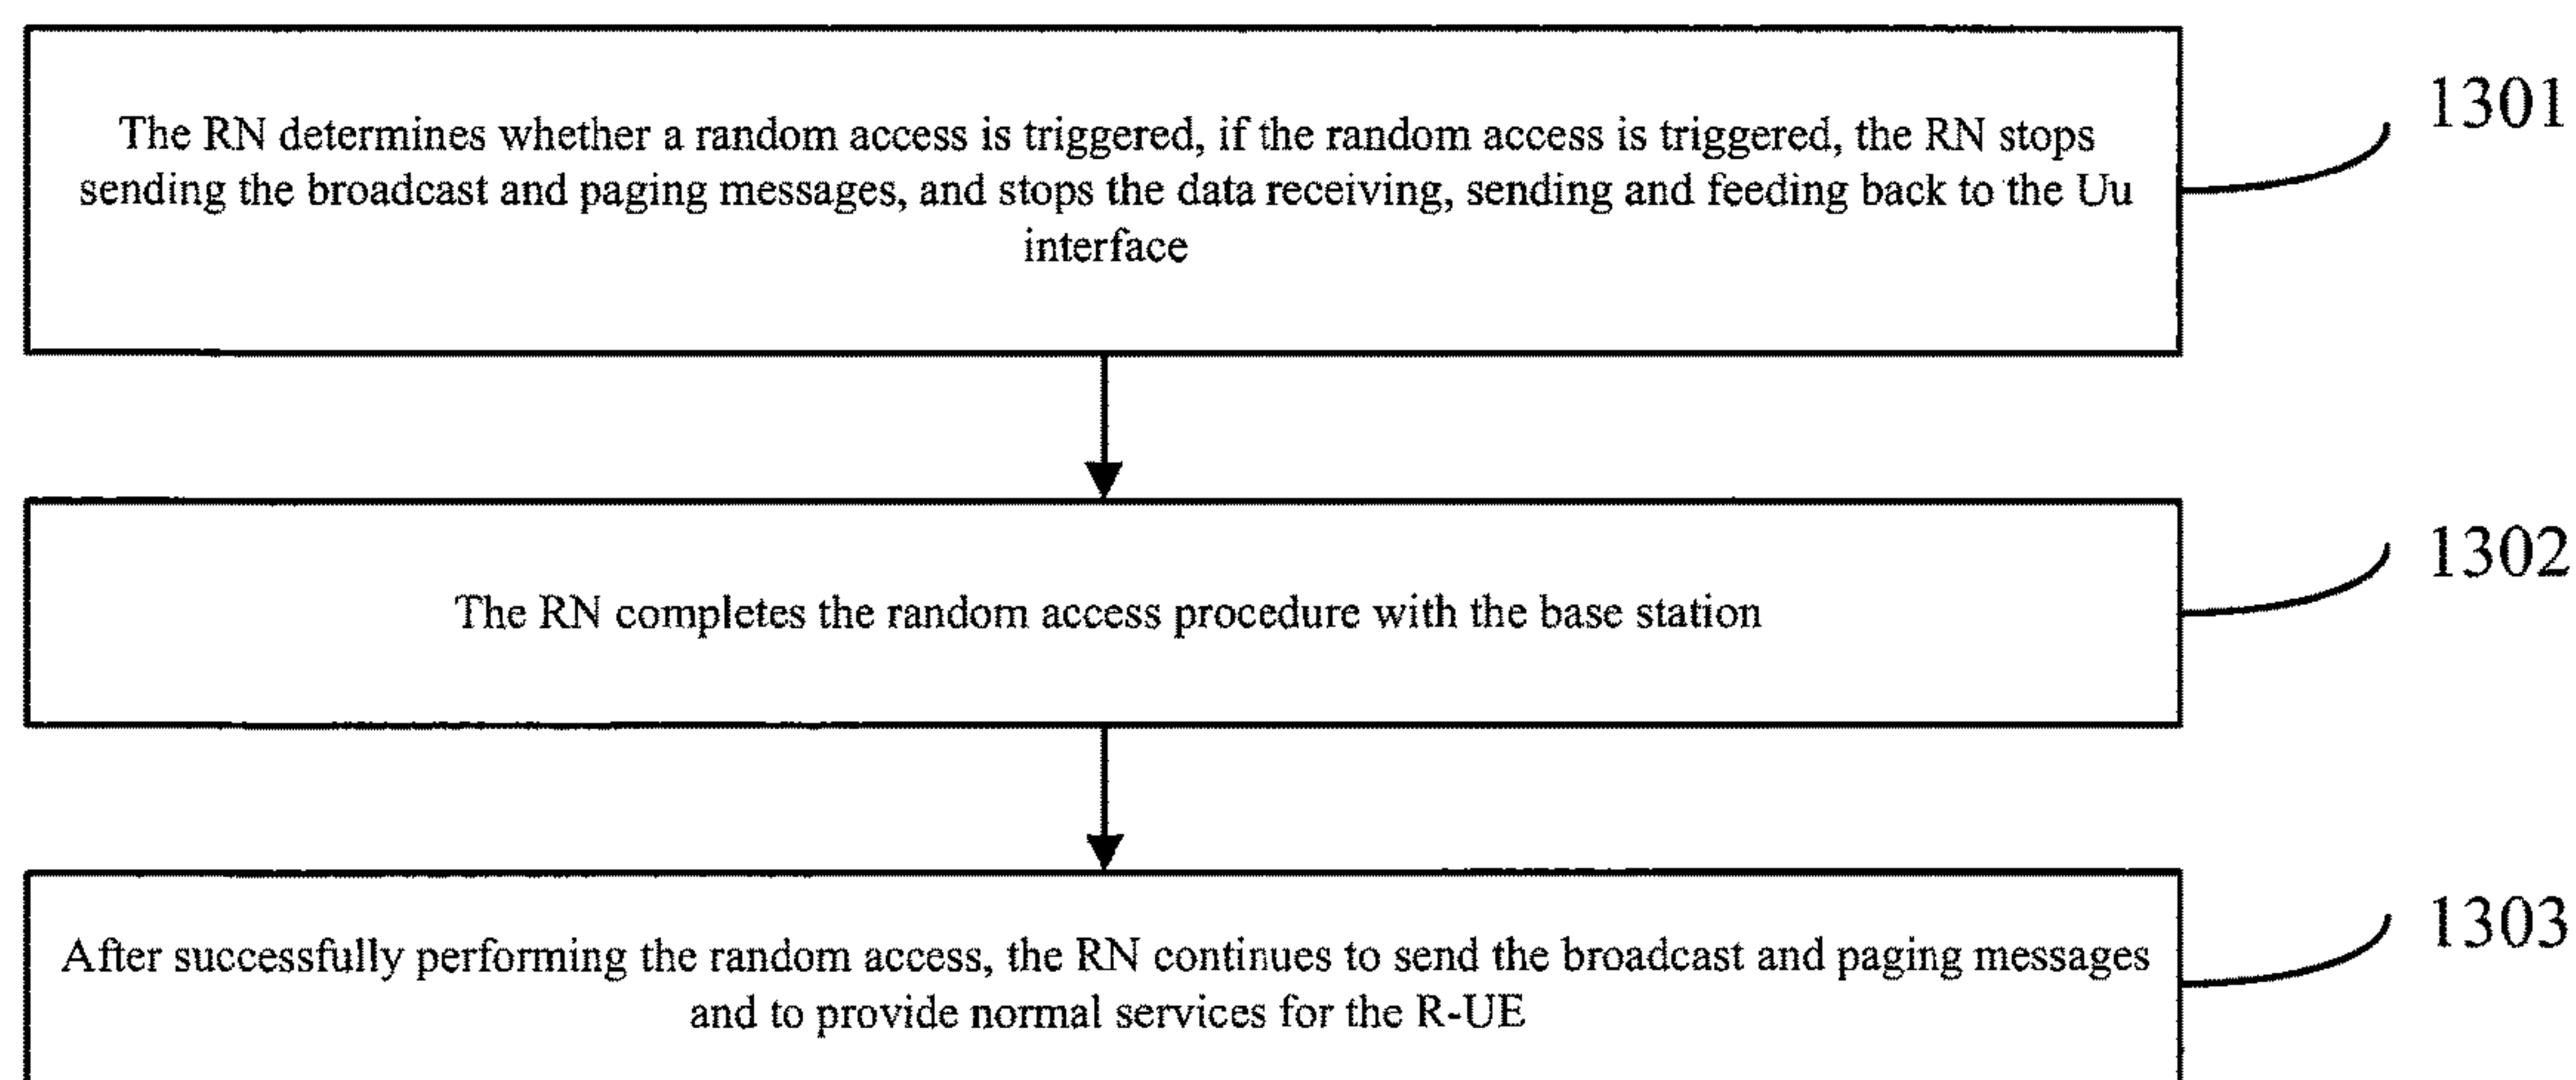 The RN determines whether a random access is triggered, if the random access is triggered, the RN stops
sending the broadcast and paging messages, and stops the data receiving, sending and feeding back to the Uu
interface
1301
The RN completes the random access procedure with the base station
1302
After successfully performing the random access, the RN continues to send the broadcast and paging messages
and to provide normal services for the R-UE
1303